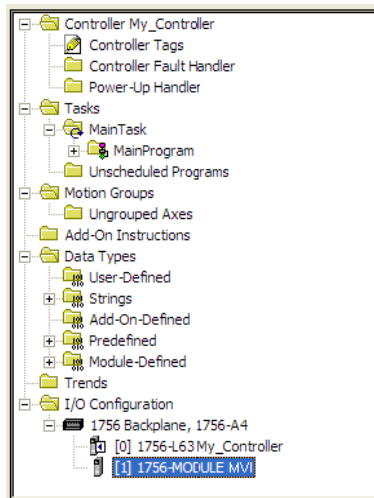 Controller My_Controller
Controller Tags
Controller Fault Handler
Power-Up Handler
Tasks
MainTask
MainProgram
Unscheduled Programs
Motion Groups
Ungrouped Axes
Add-On Instructions
Data Types
User-Defined
Strings
Add-On-Defined
Predefined
Module-Defined
Trends
I/O Configuration
1756 Backplane, 1756-A4
[0] 1756-L63 My_Controller
[1] 1756-MODULE MVI